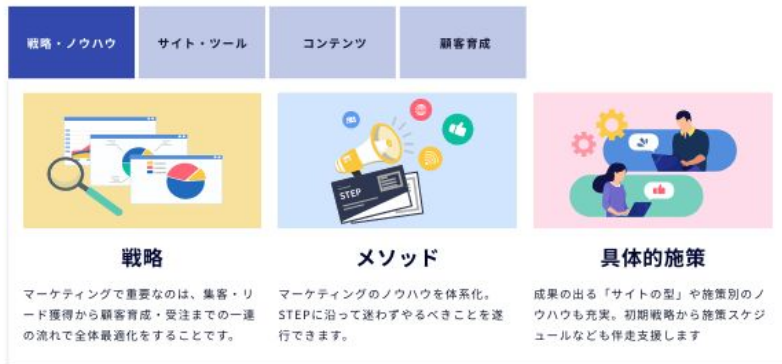 戦略・ノウハウ
サイト・ツール
コンテンツ
顧客育成
STEP
戦略
マーケティングで重要なのは、集客・リ
ード獲得から顧客育成・受注までの一連
の流れで全体最適化をすることです。
メソッド
マーケティングのノウハウを体系化。
STEPに沿って迷わずやるべきことを遂
行できます。
具体的施策
成果の出る「サイトの型」や施策別のノ
ウハウも充実。初期戦略から施策スケジ
ュールなども伴走支援します